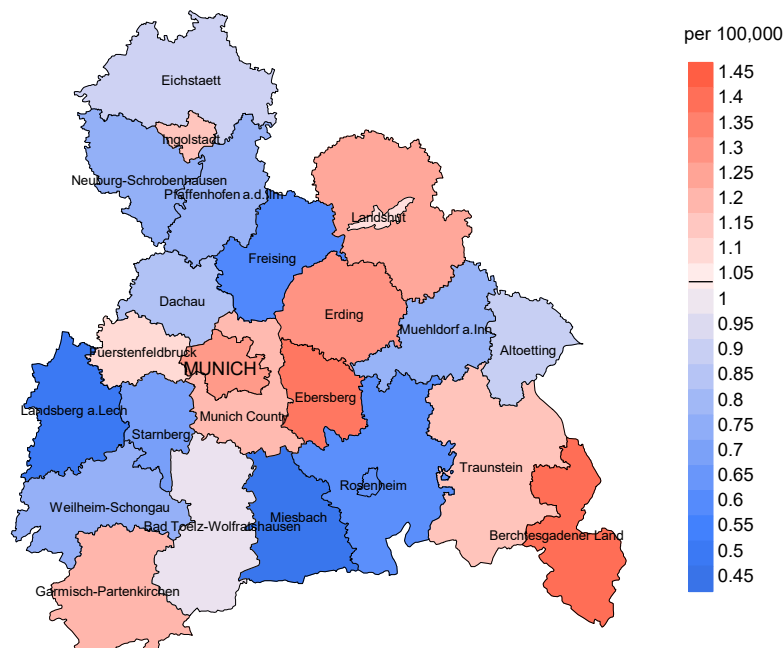 per 100,000
Eichstaett
Ingolstadt
Neuburg-Schrobenhausen
Pfaffenhofen a.d.Ilm
Landshut
Freising
Dachau
Erding
Muehldorf a.Inn
Altoetting
Fuerstenfeldbruck
MUNICH
Ebersberg
Landsberg a.Lech
Munich County
Starnberg
Traunstein
Rosenheim
Weilheim-Schongau
Miesbach
Bad Toelz-Wolfratshausen
Berchtesgadener Land
Garmisch-Partenkirchen
1.45
1.4
1.35
1.3
1.25
1.2
1.15
1.1
1.05
1
0.95
0.9
0.85
0.8
0.75
0.7
0.65
0.6
0.55
0.5
0.45